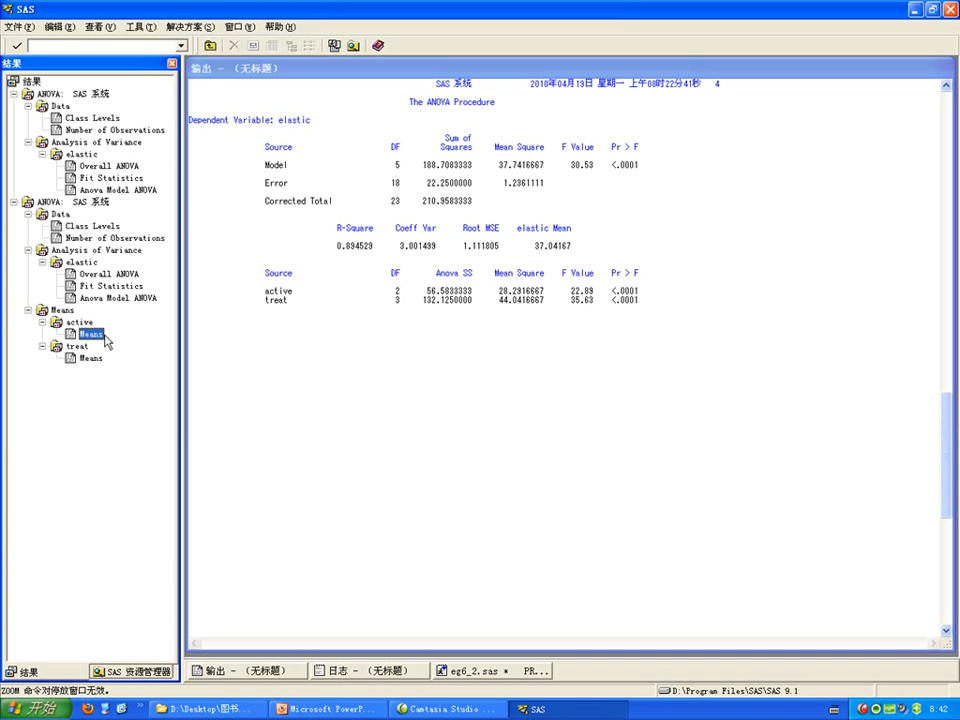 SAS
文件(F) 编辑(E) 查看(V) 工具(T) 解决方案(S) 窗口(W) 帮助(H)
结果
输出 - (无标题)
结果
ANOVA: SAS 系统
Data
Class Levels
Number of Observations
Analysis of Variance
elastic
Overall ANOVA
Fit Statistics
Anova Model ANOVA
ANOVA: SAS 系统
Data
Class Levels
Number of Observations
Analysis of Variance
elastic
Overall ANOVA
Fit Statistics
Anova Model ANOVA
Means
active
Means
treat
Means
SAS 系统 2010年04月19日 星期一 上午08时22分41秒 4
The ANOVA Procedure
Dependent Variable: elastic
Sum of
Source DF Squares Mean Square F Value Pr > F
Model 5 188.7083333 37.7416667 30.53 <.0001
Error 18 22.2500000 1.2361111
Corrected Total 23 210.9583333
R-Square Coeff Var Root MSE elastic Mean
0.894529 3.001499 1.111805 37.04167
Source DF Anova SS Mean Square F Value Pr > F
active 2 56.5833333 28.2916667 22.89 <.0001
treat 3 132.1250000 44.0416667 35.63 <.0001
结果 SAS 资源管理器 输出 - (无标题) 日志 - (无标题) eg6_2.sas * PR...
ZOOM 命令对停放窗口无效。 D:\Program Files\SAS\SAS 9.1
开始 D:\Desktop\图书... Microsoft PowerP... Camtasia Studio ... SAS 8:42